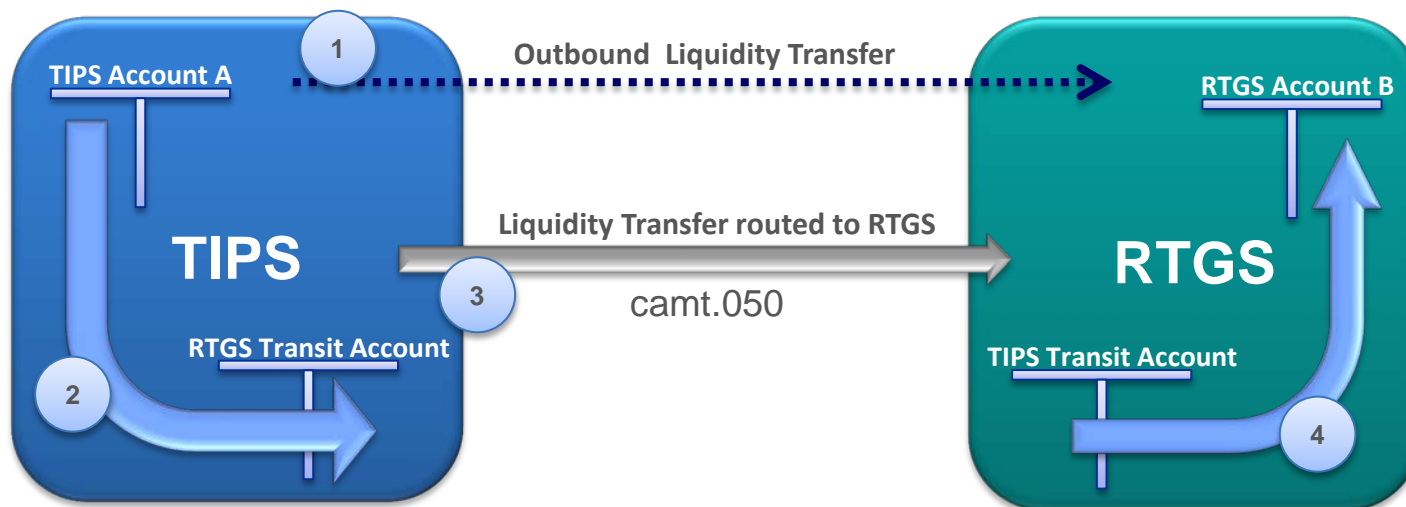 1
Outbound Liquidity Transfer
TIPS Account A
RTGS Account B
Liquidity Transfer routed to RTGS
TIPS
RTGS
3
camt.050
RTGS Transit Account
TIPS Transit Account
2
4